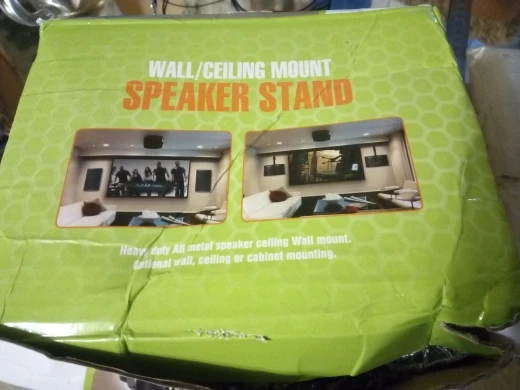 WALL/CEILING MOUNT
SPEAKER STAND
Heavy duty All metal speaker ceiling Wall mount.
Optional wall, ceiling or cabinet mounting.